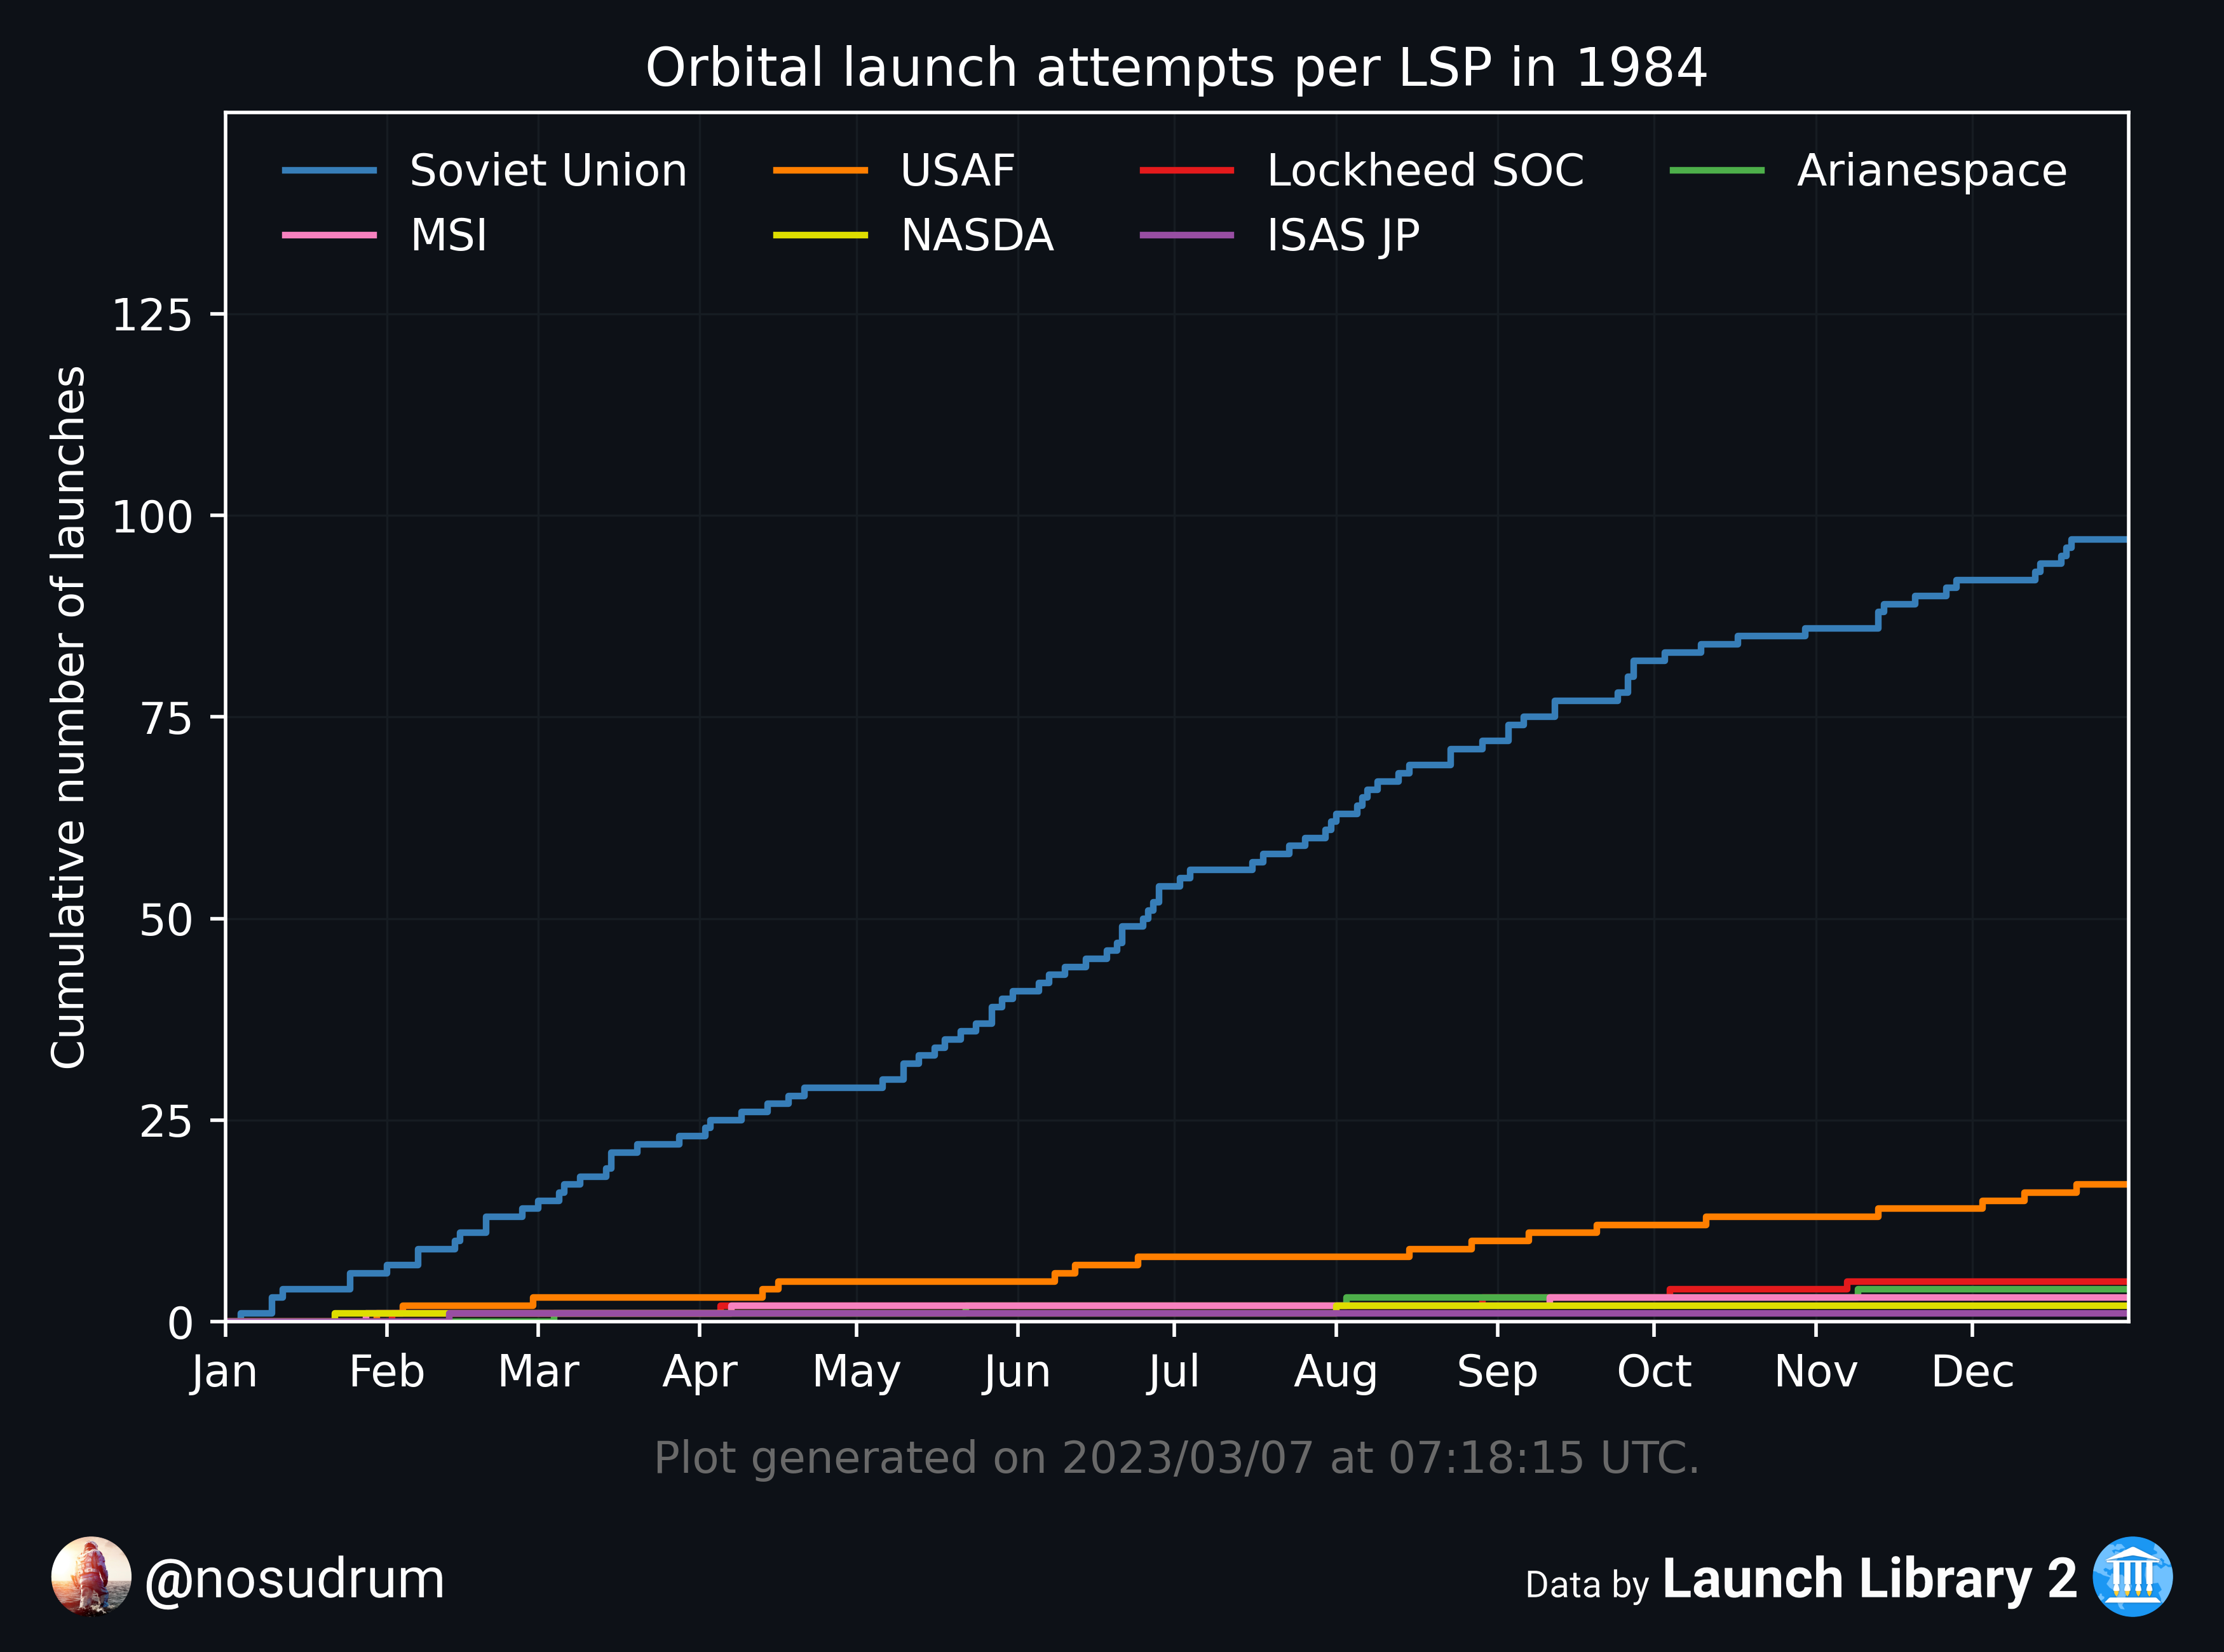 Orbital launch attempts per LSP in 1984
Soviet Union USAF Lockheed SOC Arianespace
MSI NASDA ISAS JP
Cumulative number of launches
125
100
75
50
25
0
Jan Feb Mar Apr May Jun Jul Aug Sep Oct Nov Dec
Plot generated on 2023/03/07 at 07:18:15 UTC.
@nosudrum
Data by Launch Library 2